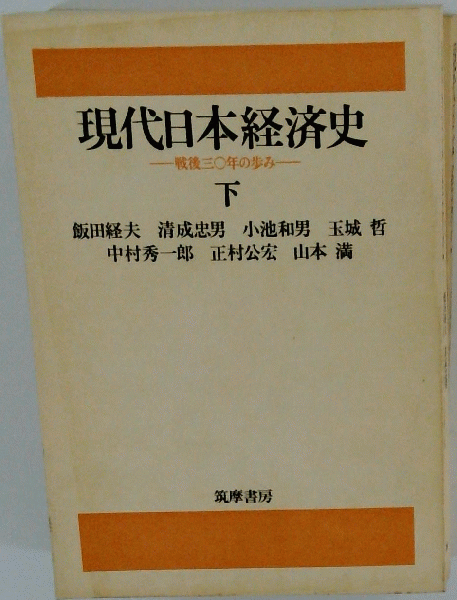 現代日本経済史
―戦後三〇年の歩み―
下
飯田経夫 清成忠男 小池和男 玉城 哲
中村秀一郎 正村公宏 山本 満
筑摩書房